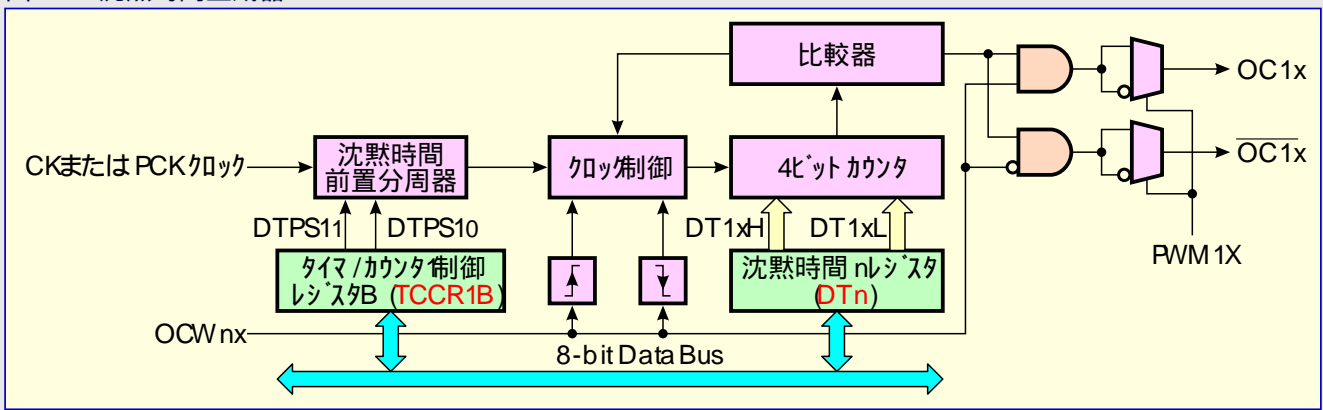 比較器
OC1x
CKまたはPCKクロック
沈黙時間
前置分周器
クロック制御
4ビット カウンタ
OC1x
DTPS11
DTPS10
DT1xH
DT1xL
PWM1X
タイマ/カウンタ1制御
レジスタB (TCCR1B)
沈黙時間 nレジスタ
(DTn)
OCWnx
8-bit Data Bus